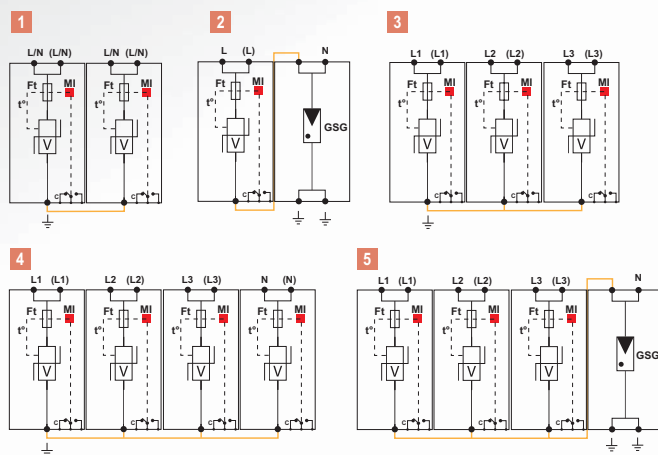 1
L/N (L/N) L/N (L/N)
Ft MI Ft MI
t° t°
V V
C C
2
L (L) N
Ft MI
t°
GSG
V
C
3
L1 (L1) L2 (L2) L3 (L3)
Ft MI Ft MI Ft MI
t° t° t°
V V V
C C C
4
L1 (L1) L2 (L2) L3 (L3) N (N)
Ft MI Ft MI Ft MI Ft MI
t° t° t° t°
V V V V
C C C C
5
L1 (L1) L2 (L2) L3 (L3) N
Ft MI Ft MI Ft MI
t° t° t°
GSG
V V V
C C C